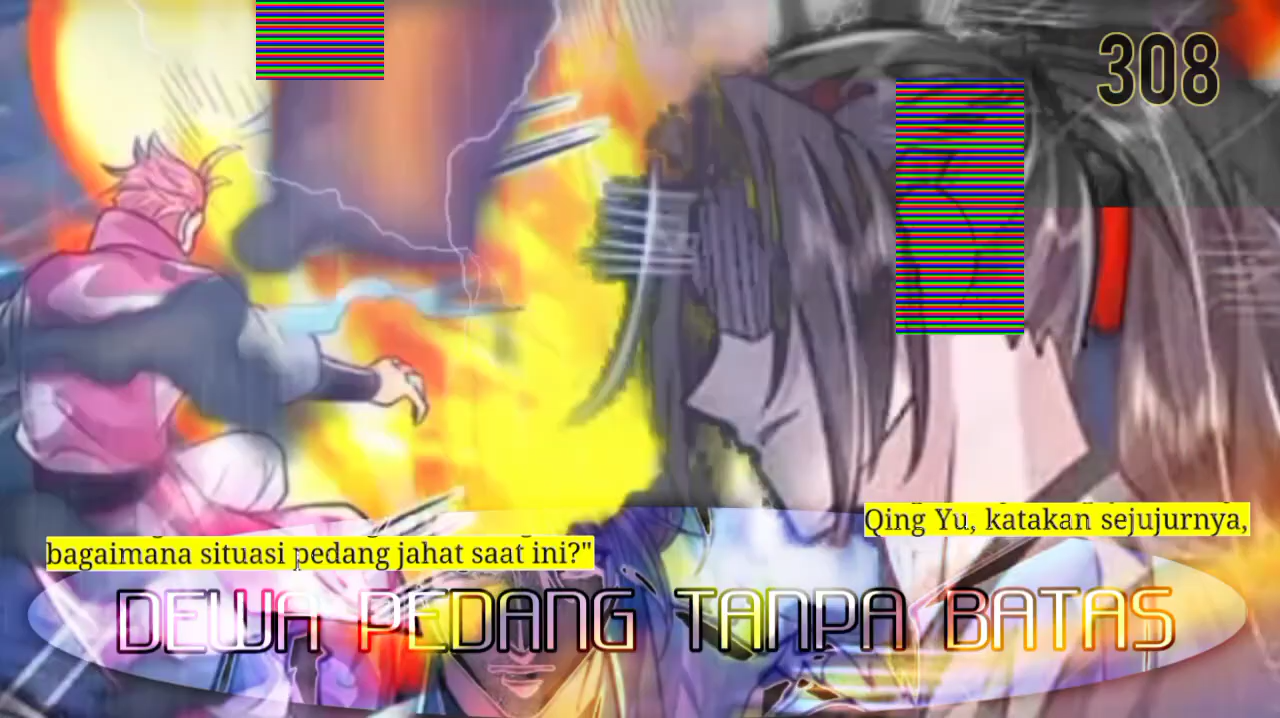 308
Qing Yu, katakan sejujurnya,
bagaimana situasi pedang jahat saat ini?"
DEWA PEDANG TANPA BATAS